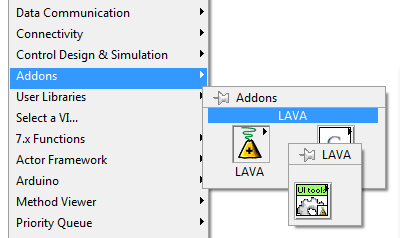 Data Communication
Connectivity
Control Design & Simulation
Addons
User Libraries
Select a VI...
7.x Functions
Actor Framework
Arduino
Method Viewer
Priority Queue
Addons
LAVA
LAVA
LAVA
UI tools